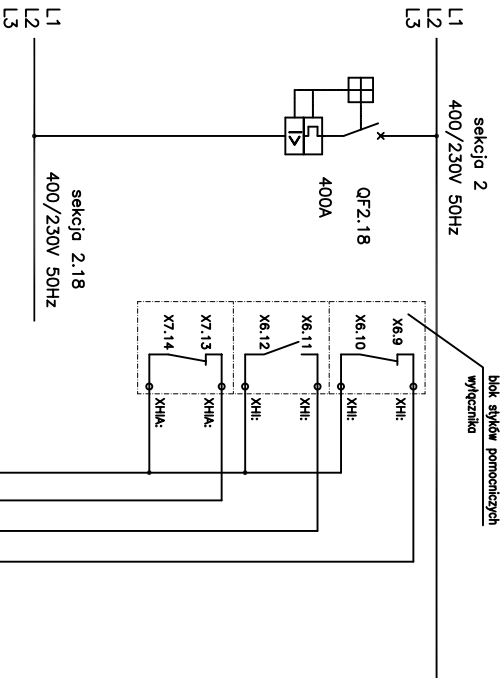 L1
L2
L3
sekcja 2
400/230V 50Hz
QF2.18
400A
I>
L1
L2
L3
sekcja 2.18
400/230V 50Hz
blok styków pomocniczych
wyłącznika
X6.9
X6.10
X6.11
X6.12
X7.13
X7.14
XHI:
XHI:
XHI:
XHI:
XHIA:
XHIA: